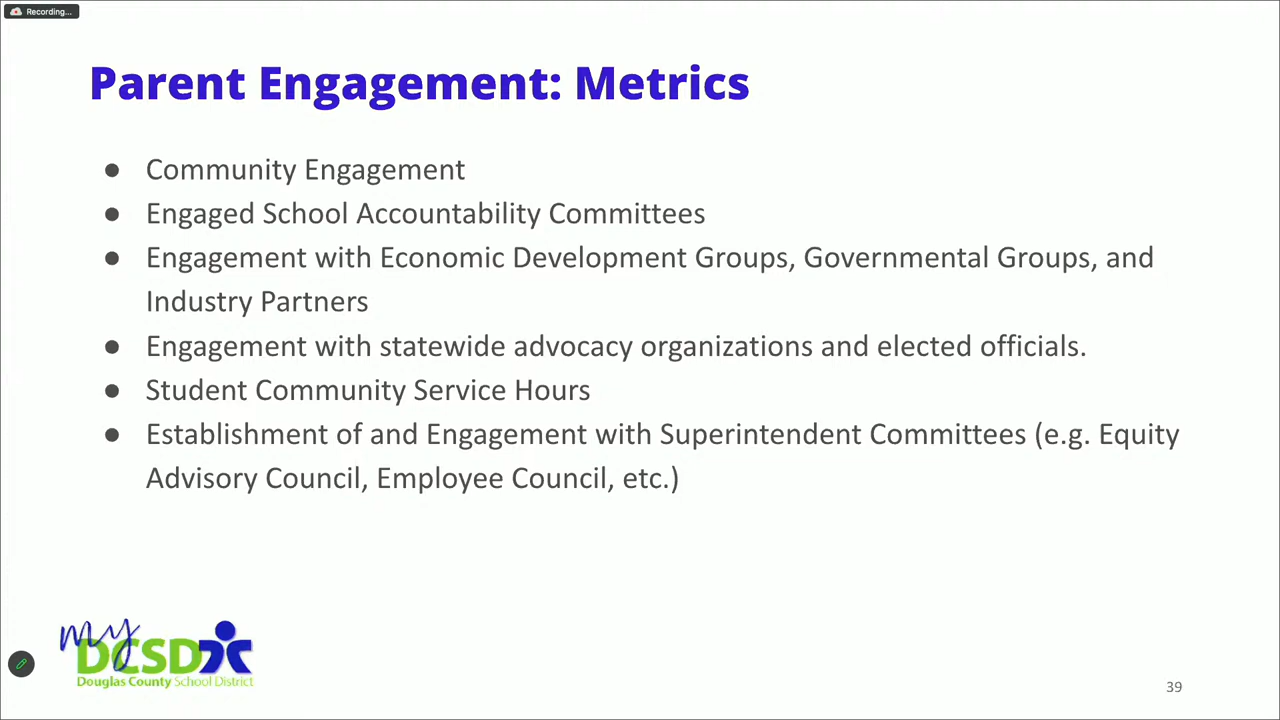 Recording...
Parent Engagement: Metrics
● Community Engagement
● Engaged School Accountability Committees
● Engagement with Economic Development Groups, Governmental Groups, and
Industry Partners
● Engagement with statewide advocacy organizations and elected officials.
● Student Community Service Hours
● Establishment of and Engagement with Superintendent Committees (e.g. Equity
Advisory Council, Employee Council, etc.)
my
DCSD
Douglas County School District
39